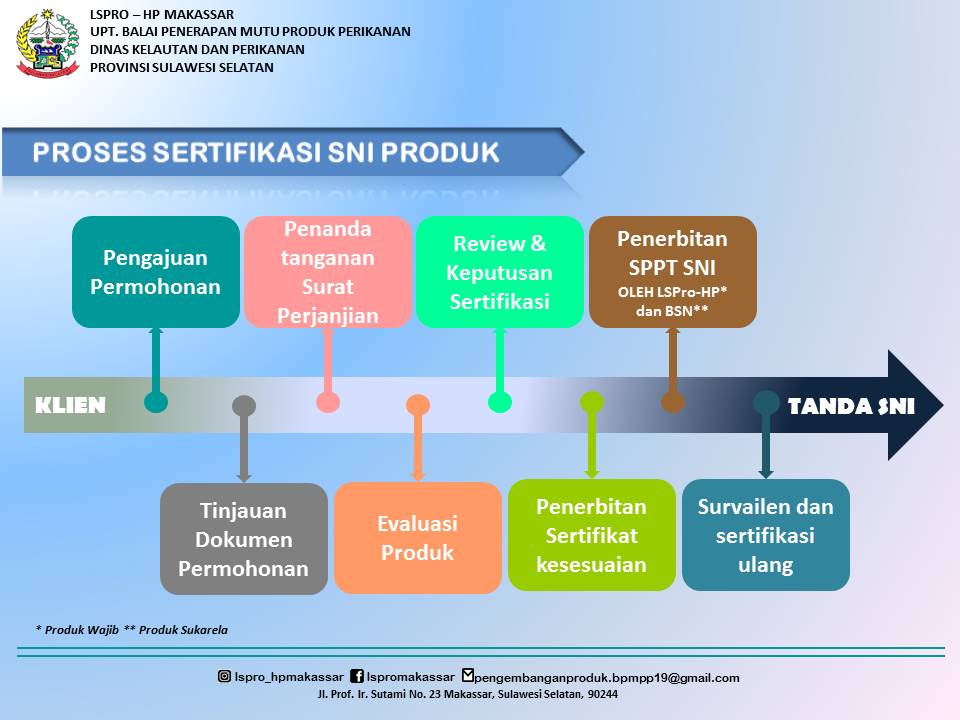 LSPRO – HP MAKASSAR
UPT. BALAI PENERAPAN MUTU PRODUK PERIKANAN
DINAS KELAUTAN DAN PERIKANAN
PROVINSI SULAWESI SELATAN
PROSES SERTIFIKASI SNI PRODUK
Pengajuan
Permohonan
Penanda
tanganan
Surat
Perjanjian
Review &
Keputusan
Sertifikasi
Penerbitan
SPPT SNI
OLEH LSPro-HP*
dan BSN**
KLIEN
TANDA SNI
Tinjauan
Dokumen
Permohonan
Evaluasi
Produk
Penerbitan
Sertifikat
kesesuaian
Survailen dan
sertifikasi
ulang
* Produk Wajib ** Produk Sukarela
lspro_hpmakassar lspromakassar pengembanganproduk.bpmpp19@gmail.com
Jl. Prof. Ir. Sutami No. 23 Makassar, Sulawesi Selatan, 90244